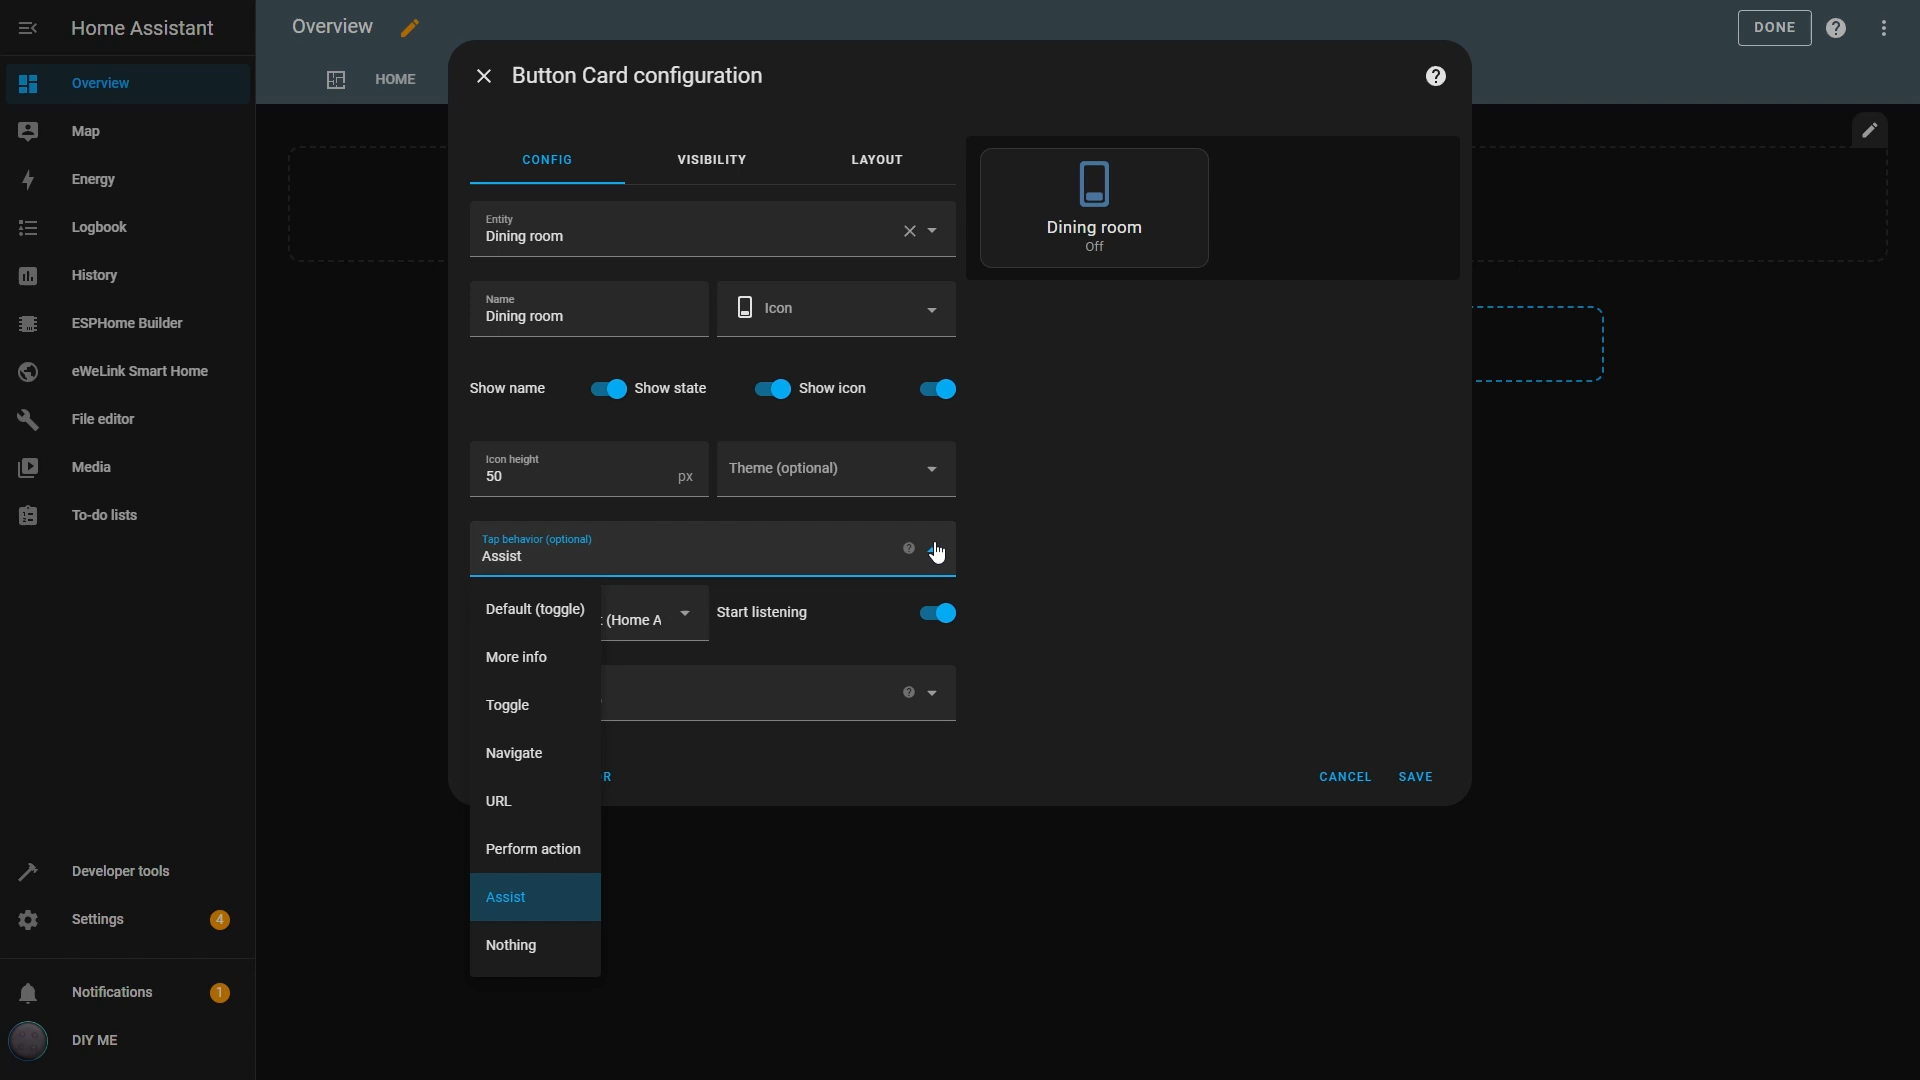 Home Assistant
Overview
Map
Energy
Logbook
History
ESPHome Builder
eWeLink Smart Home
File editor
Media
To-do lists
Developer tools
Settings 4
Notifications 1
DIY ME
Overview
DONE
HOME
Button Card configuration
CONFIG VISIBILITY LAYOUT
Entity
Dining room
Name
Dining room
Icon
Show name Show state Show icon
Icon height
50 px
Theme (optional)
Tap behavior (optional)
Assist
Default (toggle)
More info
Toggle
Navigate
URL
Perform action
Assist
Nothing
(Home A
Start listening
R
CANCEL SAVE
Dining room
Off